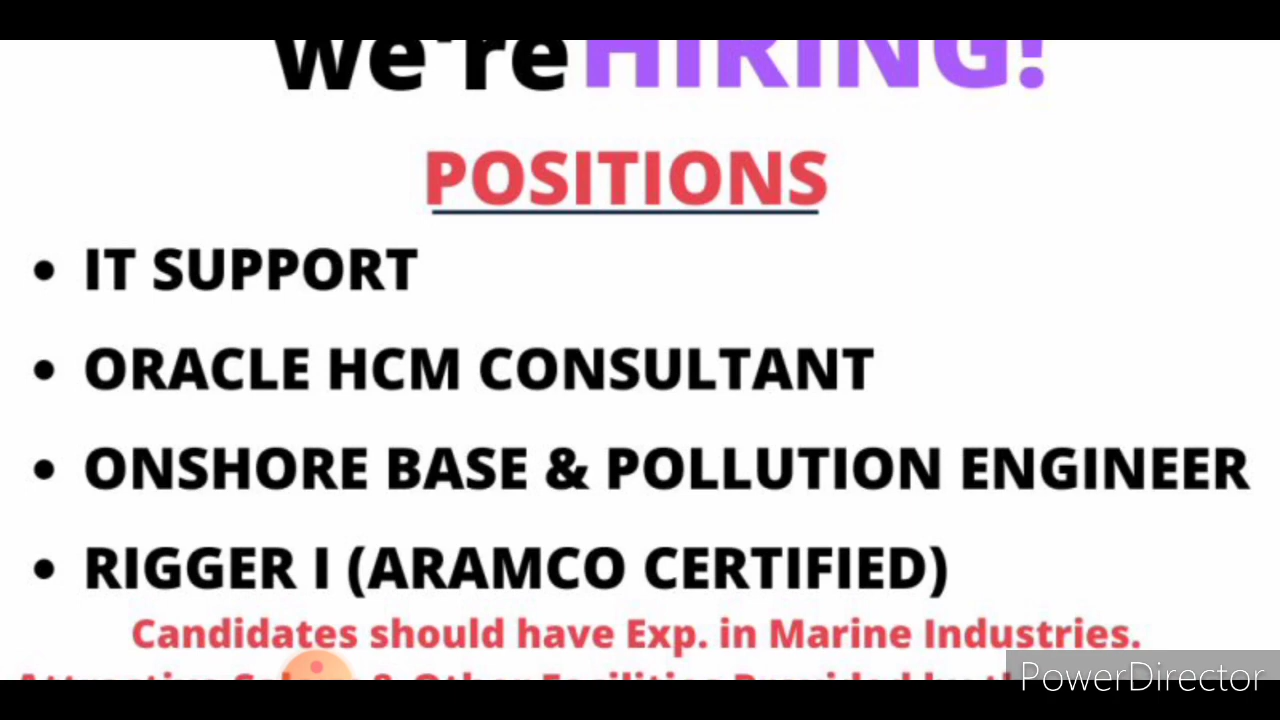 we're HIRING!
POSITIONS
• IT SUPPORT
• ORACLE HCM CONSULTANT
• ONSHORE BASE & POLLUTION ENGINEER
• RIGGER I (ARAMCO CERTIFIED)
Candidates should have Exp. in Marine Industries.
PowerDirector